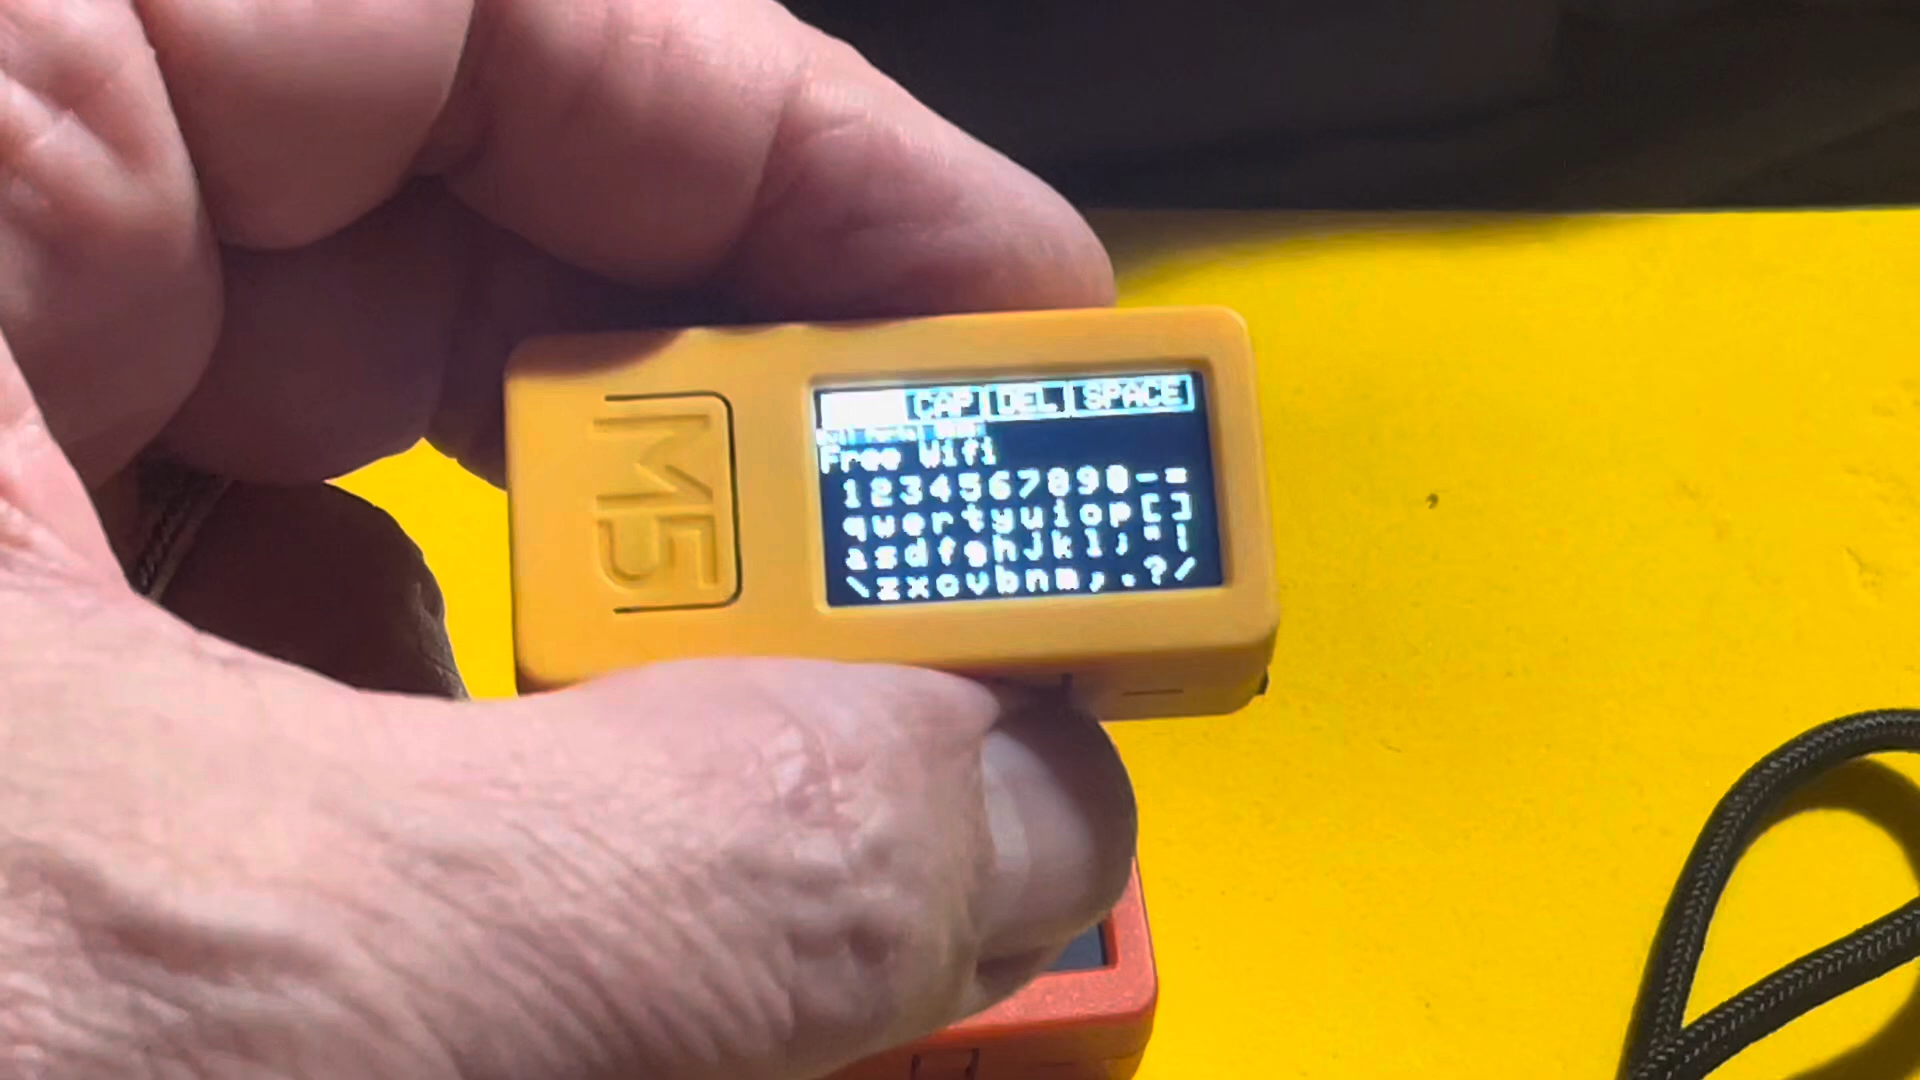 M5
CAP DEL SPACE
Free Wifi
1234567890-=
qwertyuiop[]
asdfghjkl;"|
\zxcvbnm,.?/